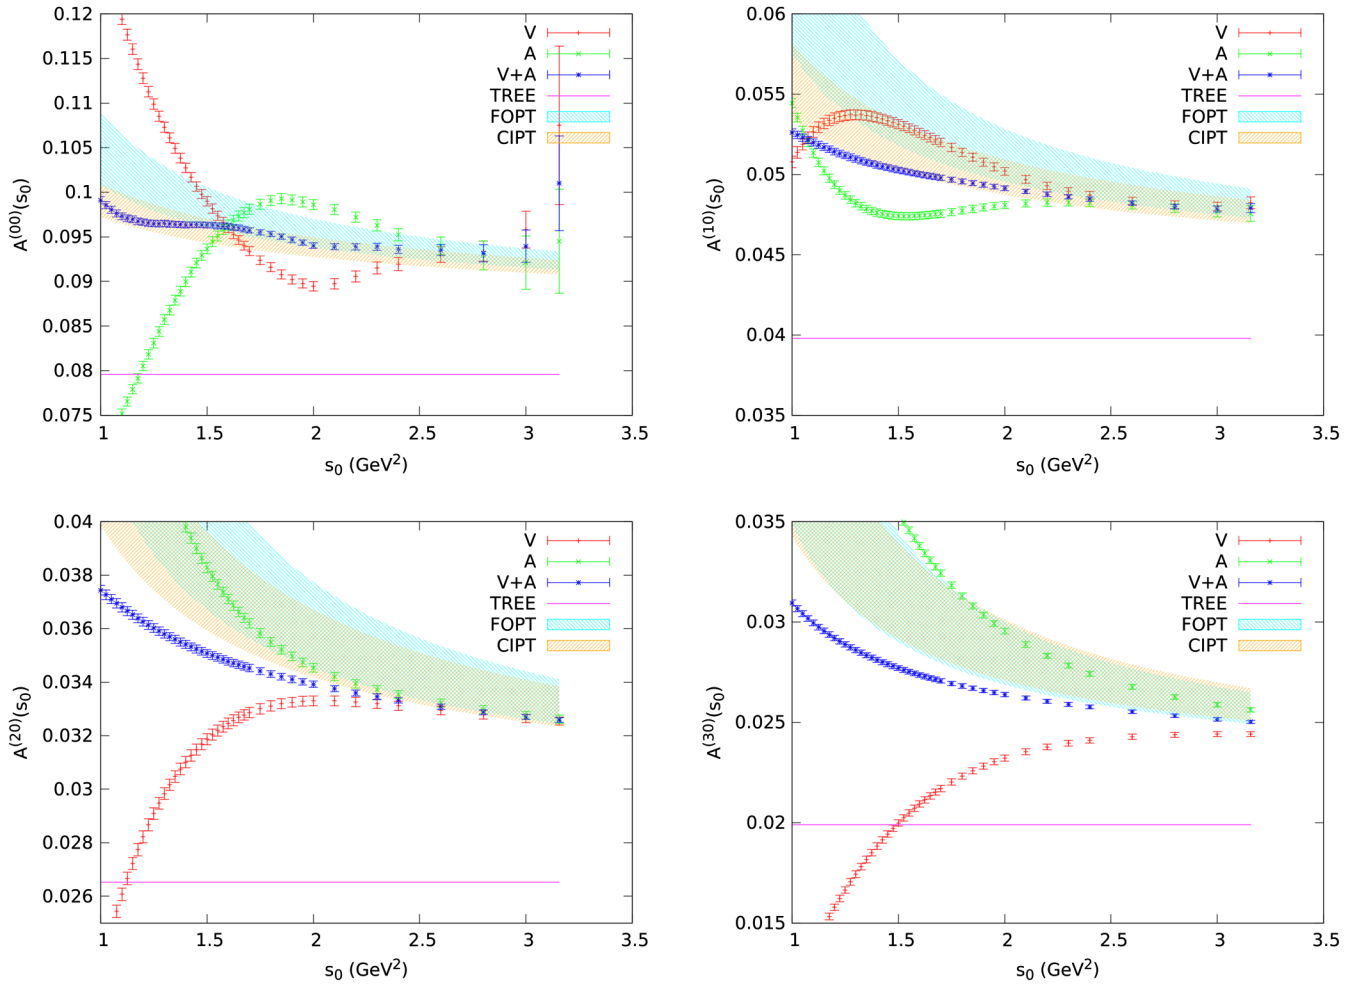 0.12
0.115
0.11
0.105
0.1
0.095
0.09
0.085
0.08
0.075
A(00)(s0)
V
A
V+A
TREE
FOPT
CIPT
1 1.5 2 2.5 3 3.5
s0 (GeV2)
0.06
0.055
0.05
0.045
0.04
0.035
A(10)(s0)
V
A
V+A
TREE
FOPT
CIPT
1 1.5 2 2.5 3 3.5
s0 (GeV2)
0.04
0.038
0.036
0.034
0.032
0.03
0.028
0.026
A(20)(s0)
V
A
V+A
TREE
FOPT
CIPT
1 1.5 2 2.5 3 3.5
s0 (GeV2)
0.035
0.03
0.025
0.02
0.015
A(30)(s0)
V
A
V+A
TREE
FOPT
CIPT
1 1.5 2 2.5 3 3.5
s0 (GeV2)